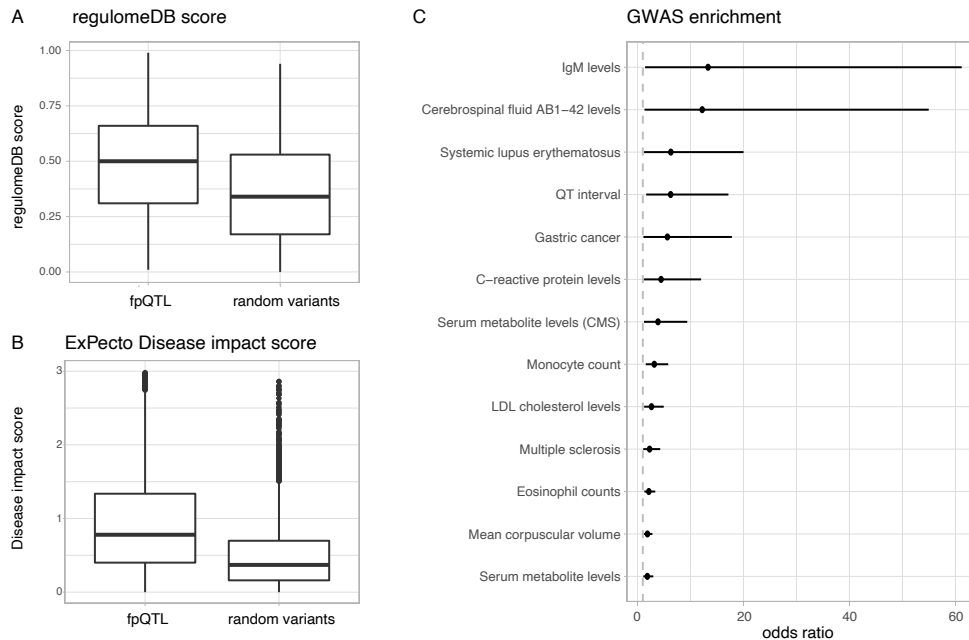 A regulomeDB score
regulomeDB score
1.00
0.75
0.50
0.25
0.00
fpQTL random variants
B ExPecto Disease impact score
Disease impact score
3
2
1
0
fpQTL random variants
C GWAS enrichment
IgM levels
Cerebrospinal fluid AB1−42 levels
Systemic lupus erythematosus
QT interval
Gastric cancer
C−reactive protein levels
Serum metabolite levels (CMS)
Monocyte count
LDL cholesterol levels
Multiple sclerosis
Eosinophil counts
Mean corpuscular volume
Serum metabolite levels
0 20 40 60
odds ratio